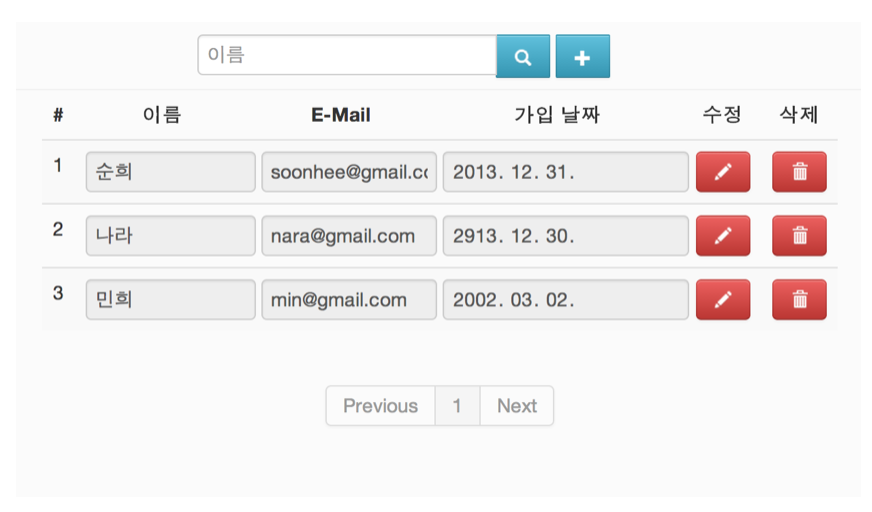 이름
# 이름 E-Mail 가입 날짜 수정 삭제
1 순희 soonhee@gmail.c 2013. 12. 31.
2 나라 nara@gmail.com 2913. 12. 30.
3 민희 min@gmail.com 2002. 03. 02.
Previous 1 Next